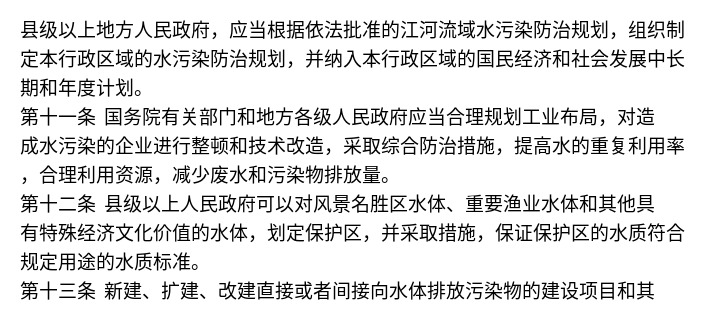 县级以上地方人民政府，应当根据依法批准的江河流域水污染防治规划，组织制
定本行政区域的水污染防治规划，并纳入本行政区域的国民经济和社会发展中长
期和年度计划。
第十一条 国务院有关部门和地方各级人民政府应当合理规划工业布局，对造
成水污染的企业进行整顿和技术改造，采取综合防治措施，提高水的重复利用率
，合理利用资源，减少废水和污染物排放量。
第十二条 县级以上人民政府可以对风景名胜区水体、重要渔业水体和其他具
有特殊经济文化价值的水体，划定保护区，并采取措施，保证保护区的水质符合
规定用途的水质标准。
第十三条 新建、扩建、改建直接或者间接向水体排放污染物的建设项目和其